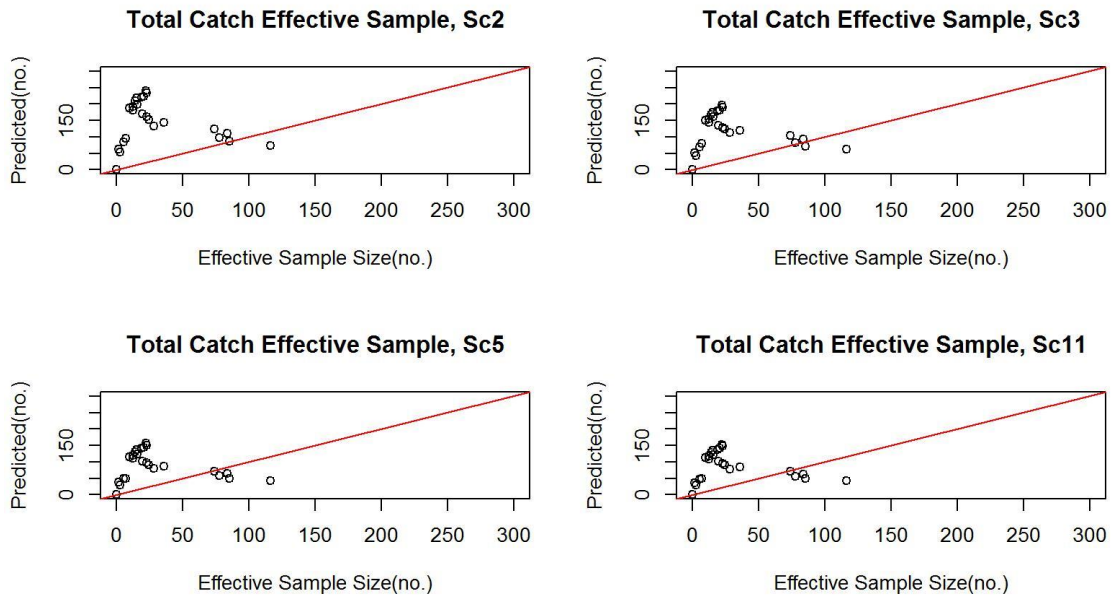 Total Catch Effective Sample, Sc2
Predicted(no.)
150
0
0 50 100 150 200 250 300
Effective Sample Size(no.)
Total Catch Effective Sample, Sc3
Predicted(no.)
150
0
0 50 100 150 200 250 300
Effective Sample Size(no.)
Total Catch Effective Sample, Sc5
Predicted(no.)
150
0
0 50 100 150 200 250 300
Effective Sample Size(no.)
Total Catch Effective Sample, Sc11
Predicted(no.)
150
0
0 50 100 150 200 250 300
Effective Sample Size(no.)